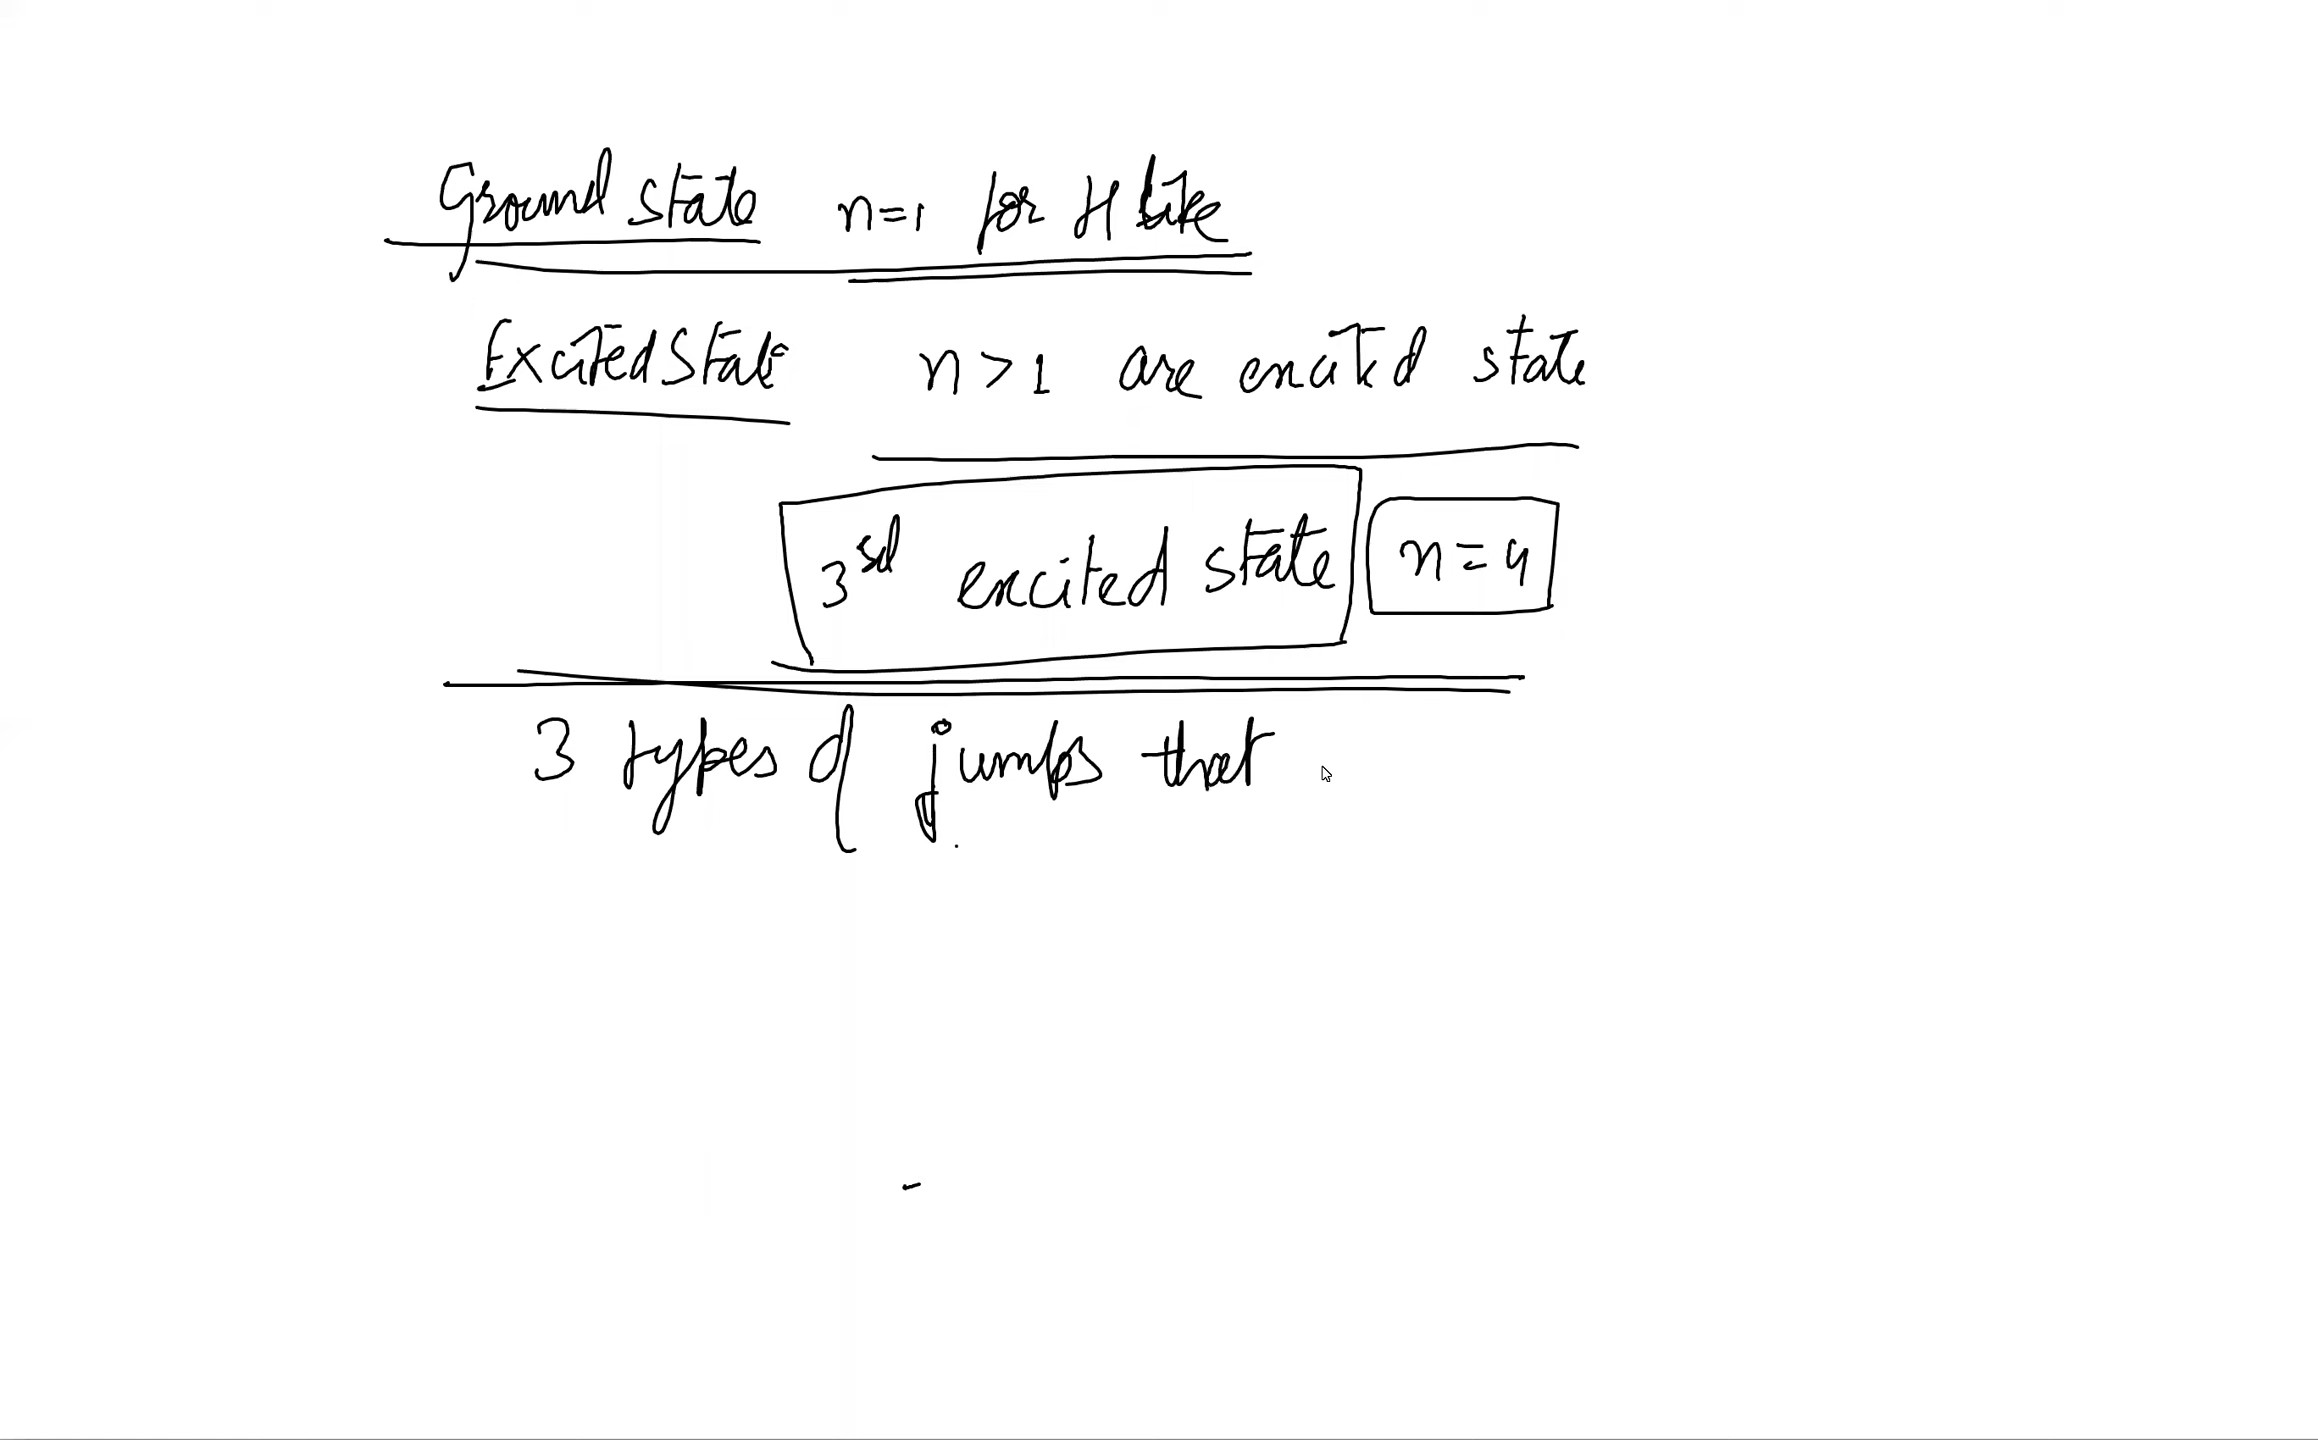 Ground state n=1 for H like
Excited State n>1 are excited state
3rd excited state n=4
3 types of jumps that